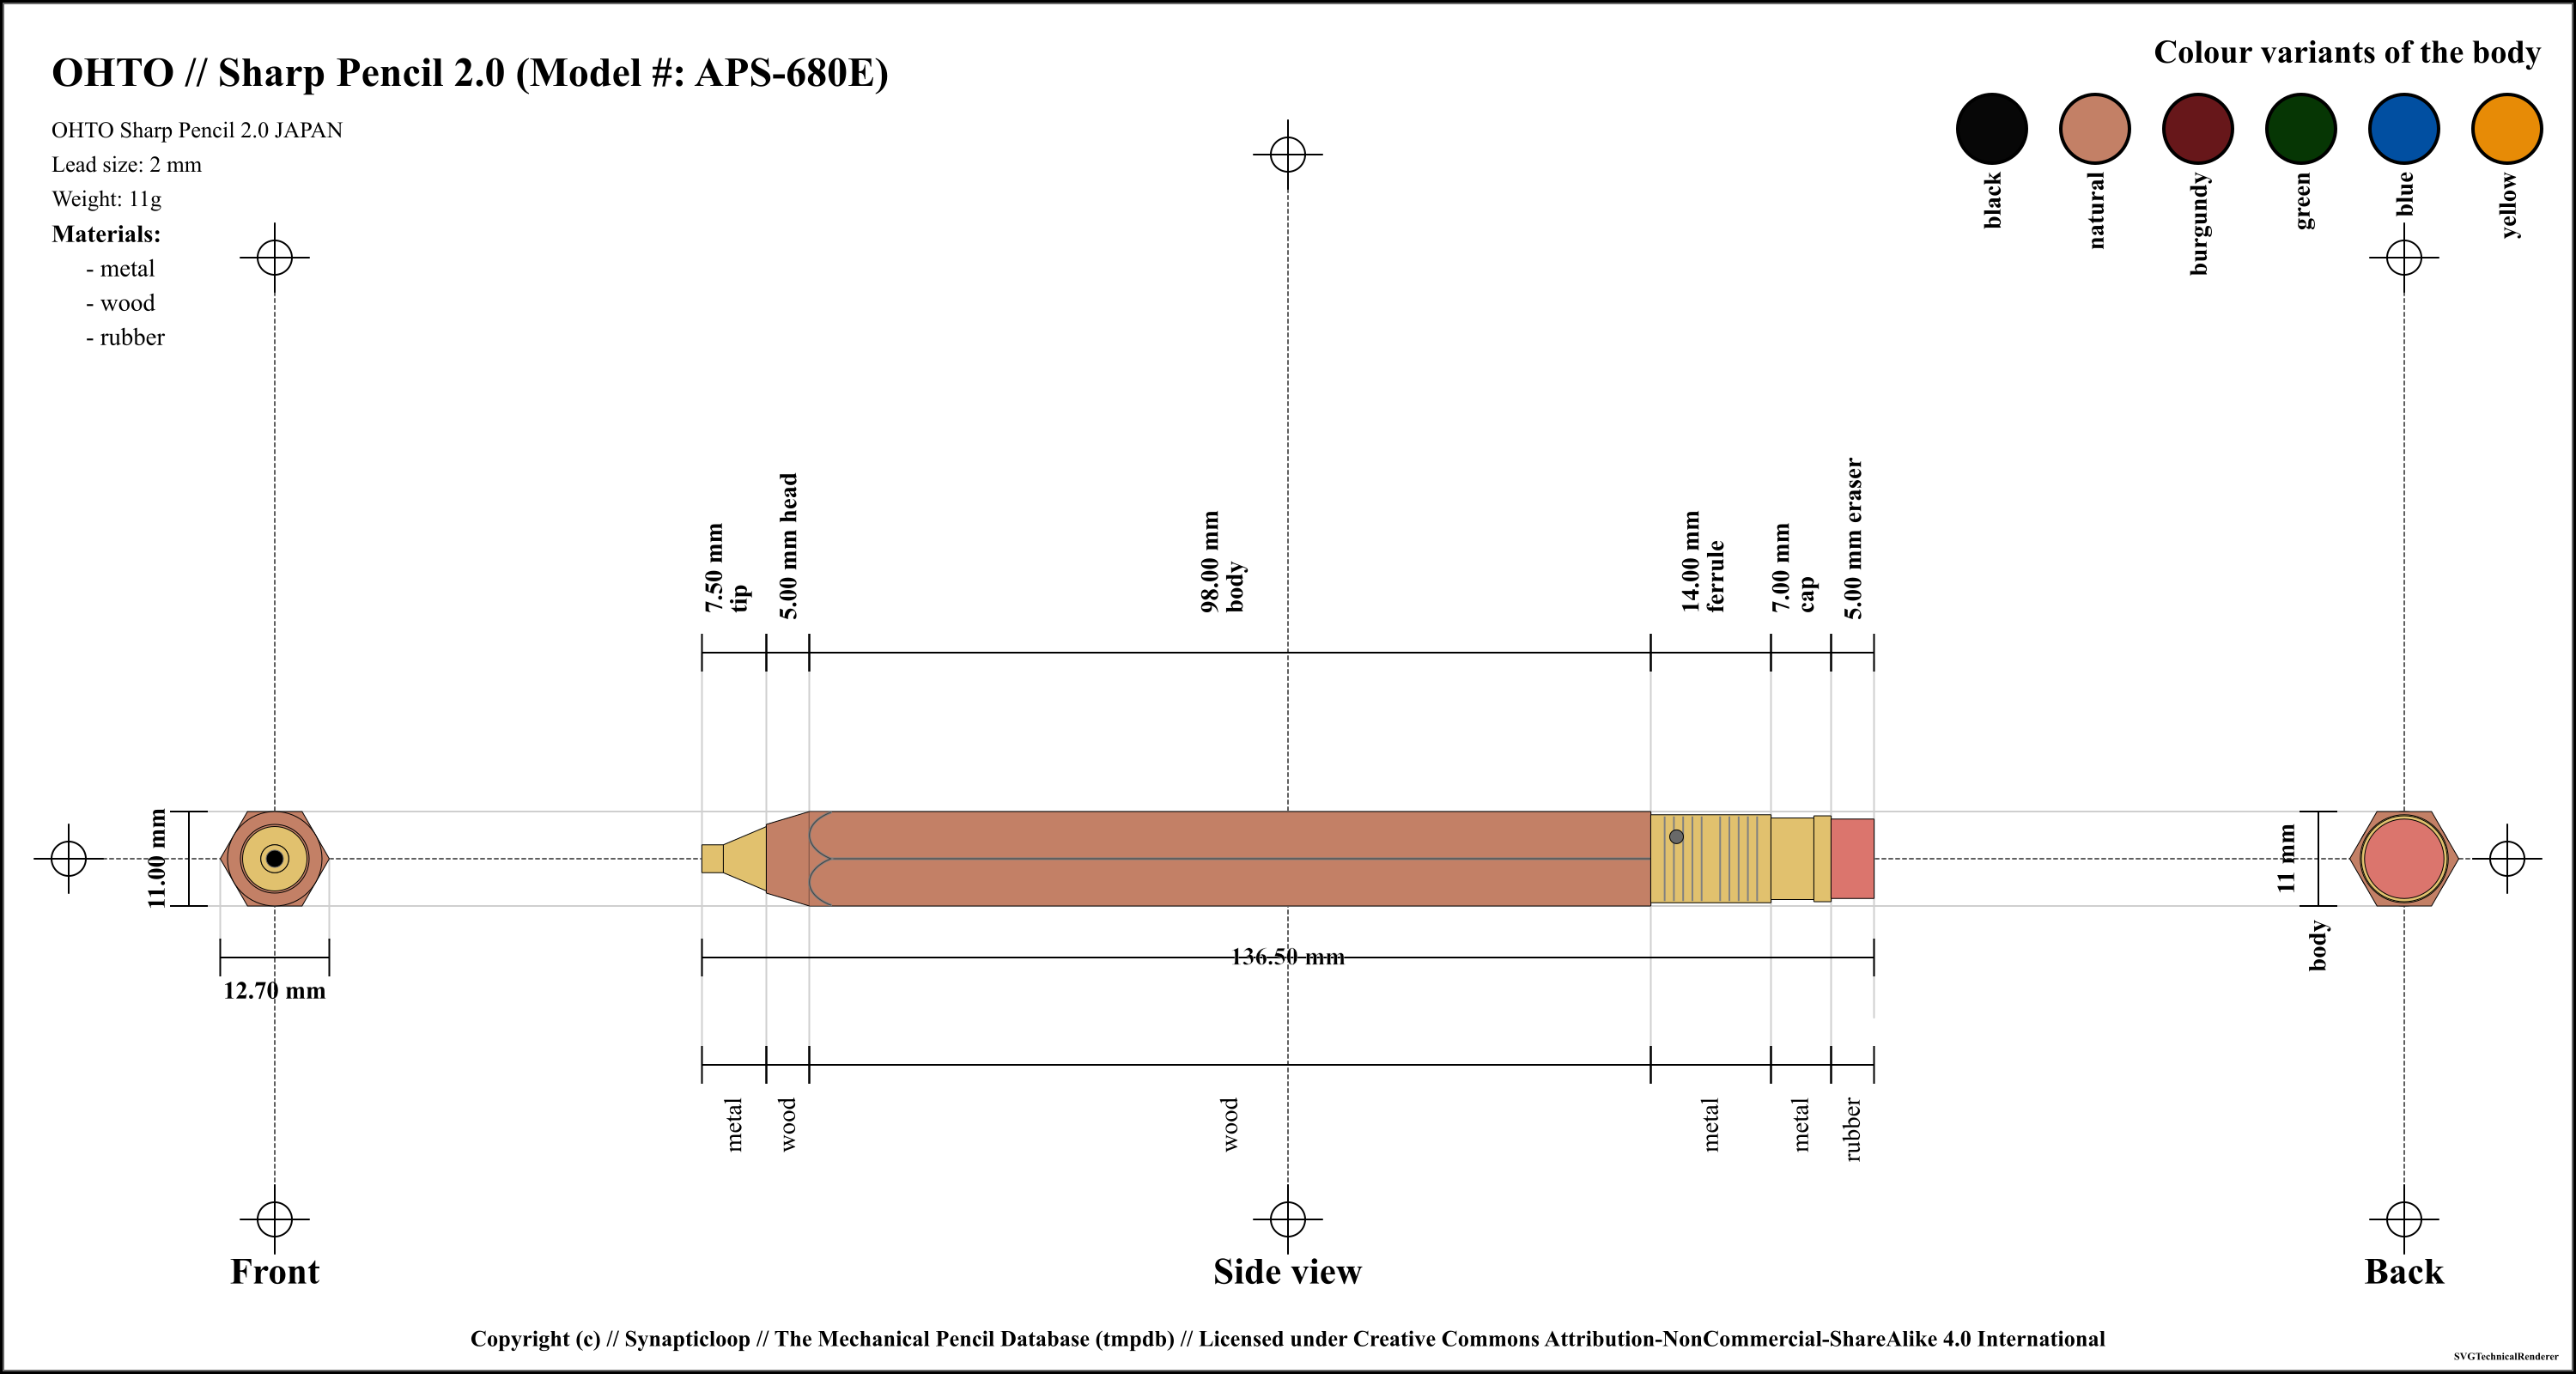 OHTO // Sharp Pencil 2.0 (Model #: APS-680E)
OHTO Sharp Pencil 2.0 JAPAN
Lead size: 2 mm
Weight: 11g
Materials:
- metal
- wood
- rubber
Colour variants of the body
black
natural
burgundy
green
blue
yellow
7.50 mm
tip
5.00 mm head
98.00 mm
body
14.00 mm
ferrule
7.00 mm
cap
5.00 mm eraser
11.00 mm
12.70 mm
136.50 mm
11 mm
body
metal
wood
wood
metal
metal
rubber
Front
Side view
Back
Copyright (c) // Synapticloop // The Mechanical Pencil Database (tmpdb) // Licensed under Creative Commons Attribution-NonCommercial-ShareAlike 4.0 International
SVGTechnicalRenderer